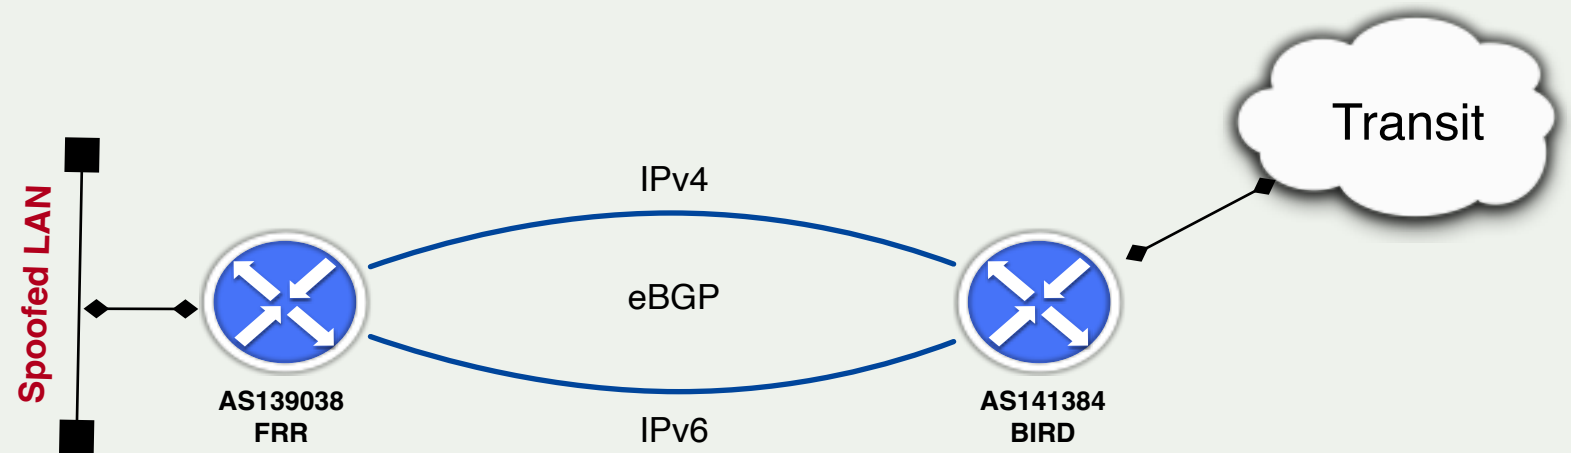 Transit
Spoofed LAN
IPv4
eBGP
IPv6
AS139038
FRR
AS141384
BIRD